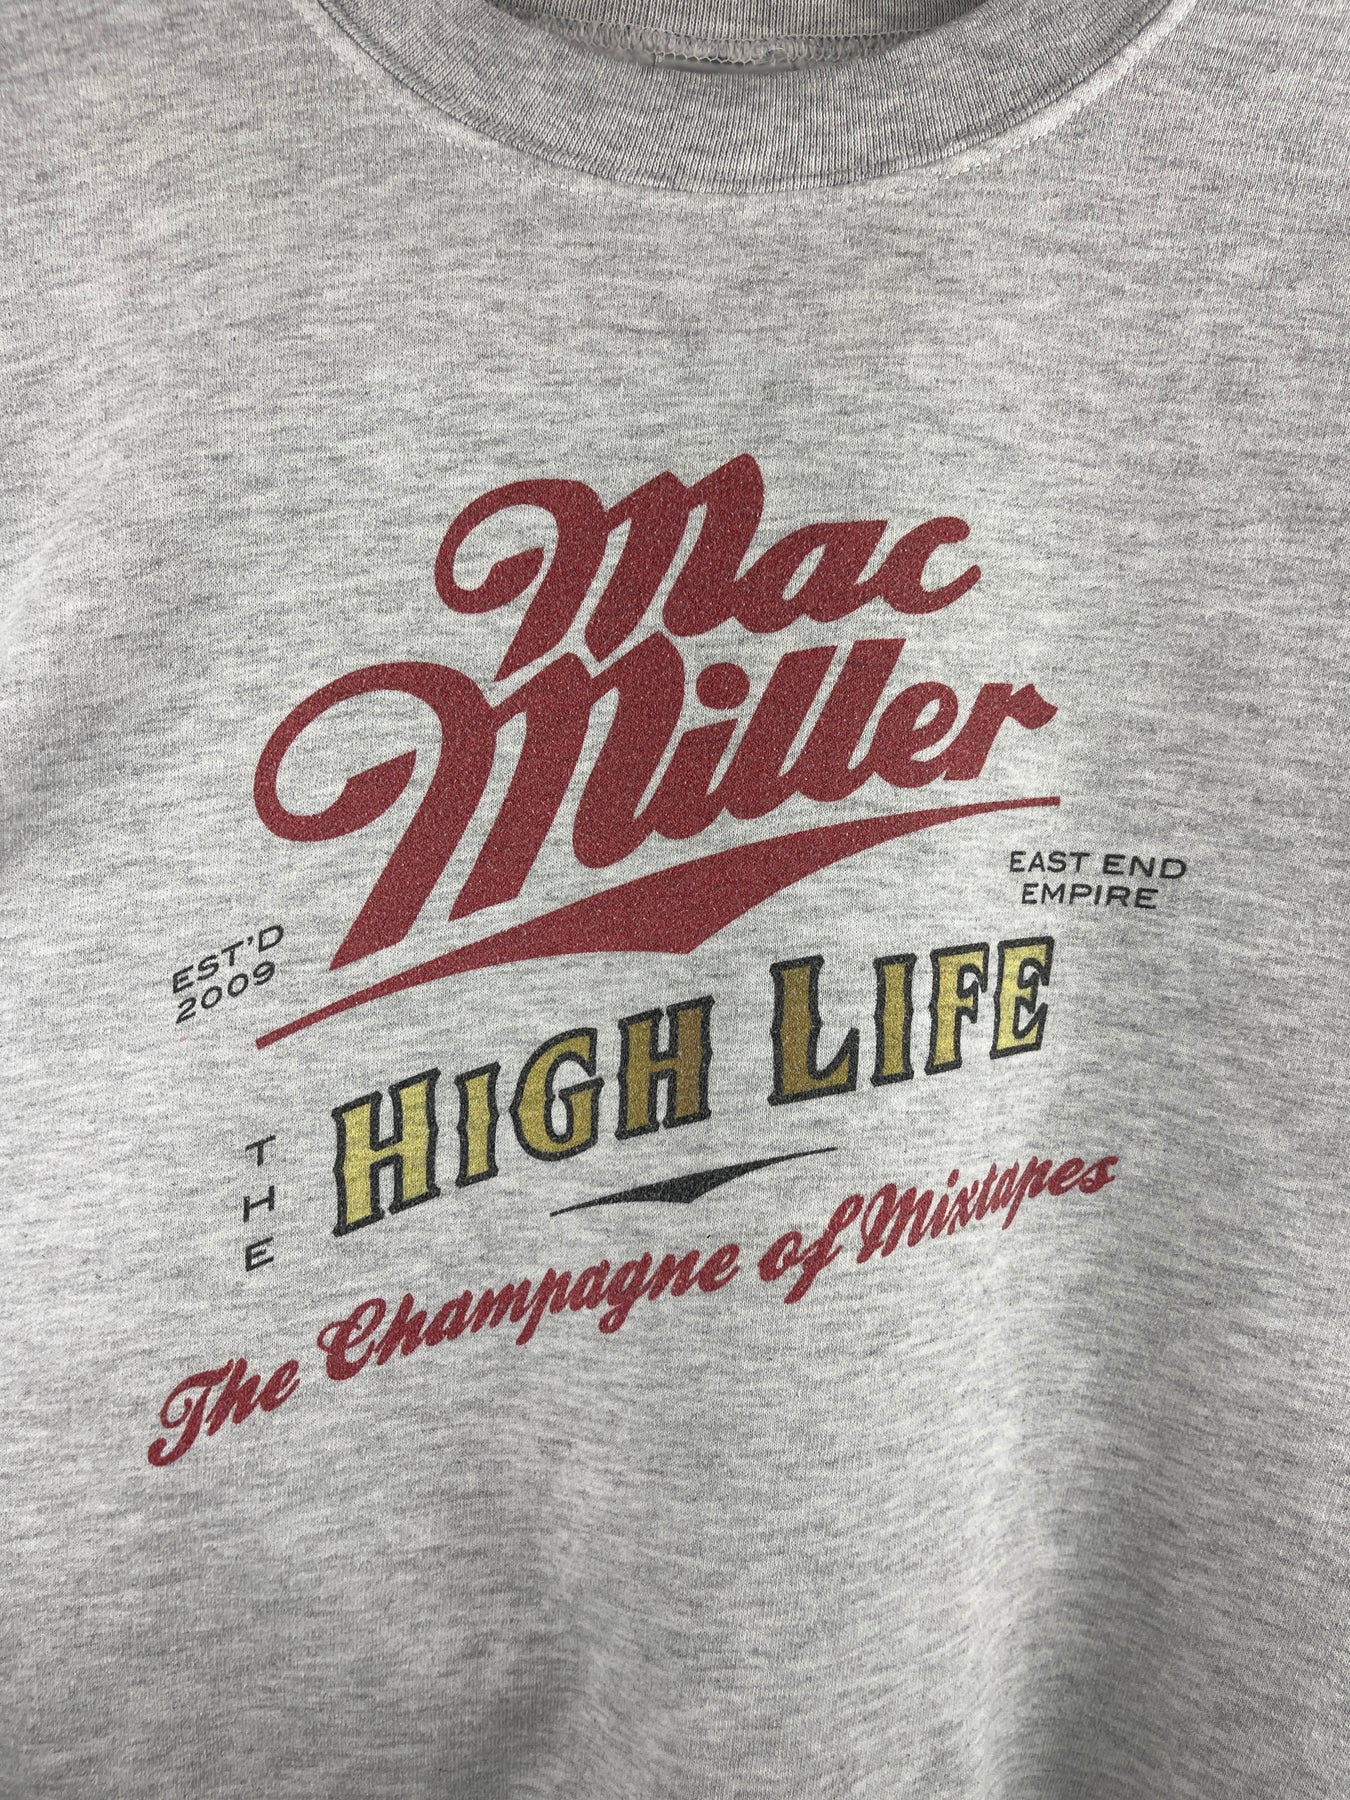 Mac
Miller
EAST END
EMPIRE
EST'D
2009
THE
HIGH LIFE
The Champagne of Mixtapes